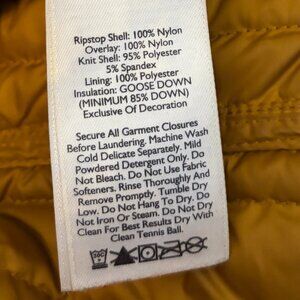 Ripstop Shell: 100% Nylon
Overlay: 100% Nylon
Knit Shell: 95% Polyester
5% Spandex
Lining: 100% Polyester
Insulation: GOOSE DOWN
(MINIMUM 85% DOWN)
Exclusive Of Decoration
Secure All Garment Closures
Before Laundering. Machine Wash
Cold Delicate Separately. Mild
Powdered Detergent Only. Do
Not Bleach. Do Not Use Fabric
Softeners. Rinse Thoroughly And
Remove Promptly. Tumble Dry
Low. Do Not Hang To Dry. Do
Not Iron Or Steam. Do Not Dry
Clean For Best Results Dry With
Clean Tennis Ball.